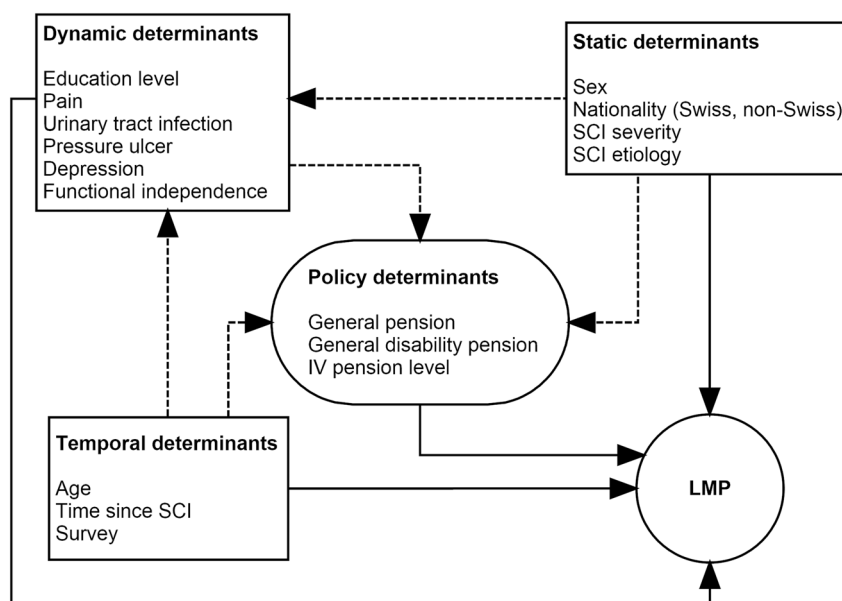 Dynamic determinants
Education level
Pain
Urinary tract infection
Pressure ulcer
Depression
Functional independence
Static determinants
Sex
Nationality (Swiss, non-Swiss)
SCI severity
SCI etiology
Policy determinants
General pension
General disability pension
IV pension level
Temporal determinants
Age
Time since SCI
Survey
LMP